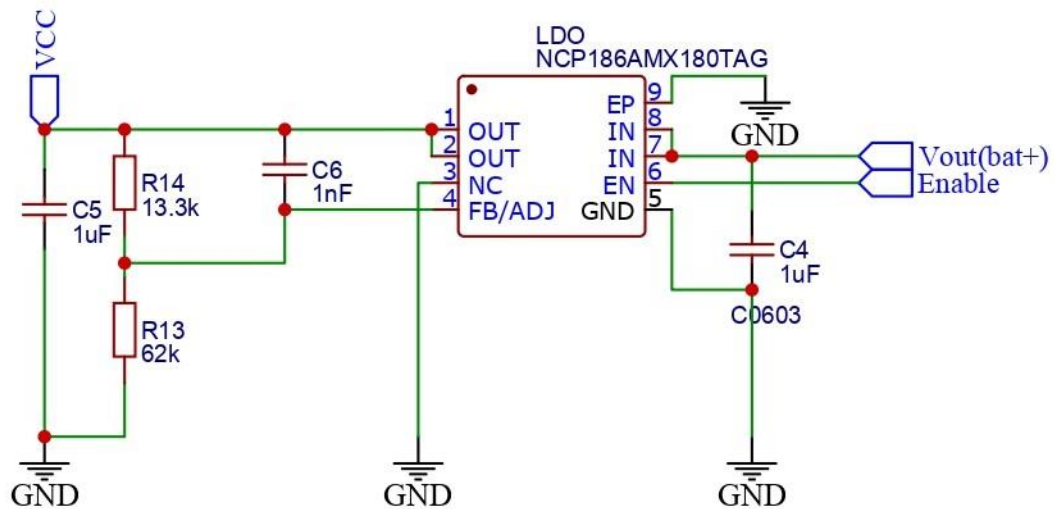 VCC
LDO
NCP186AMX180TAG
1
OUT
2
OUT
3
NC
4
FB/ADJ
EP
9
IN
8
IN
7
EN
6
GND
5
GND
Vout(bat+)
Enable
R14
13.3k
C6
1nF
C5
1uF
C4
1uF
C0603
R13
62k
GND
GND
GND